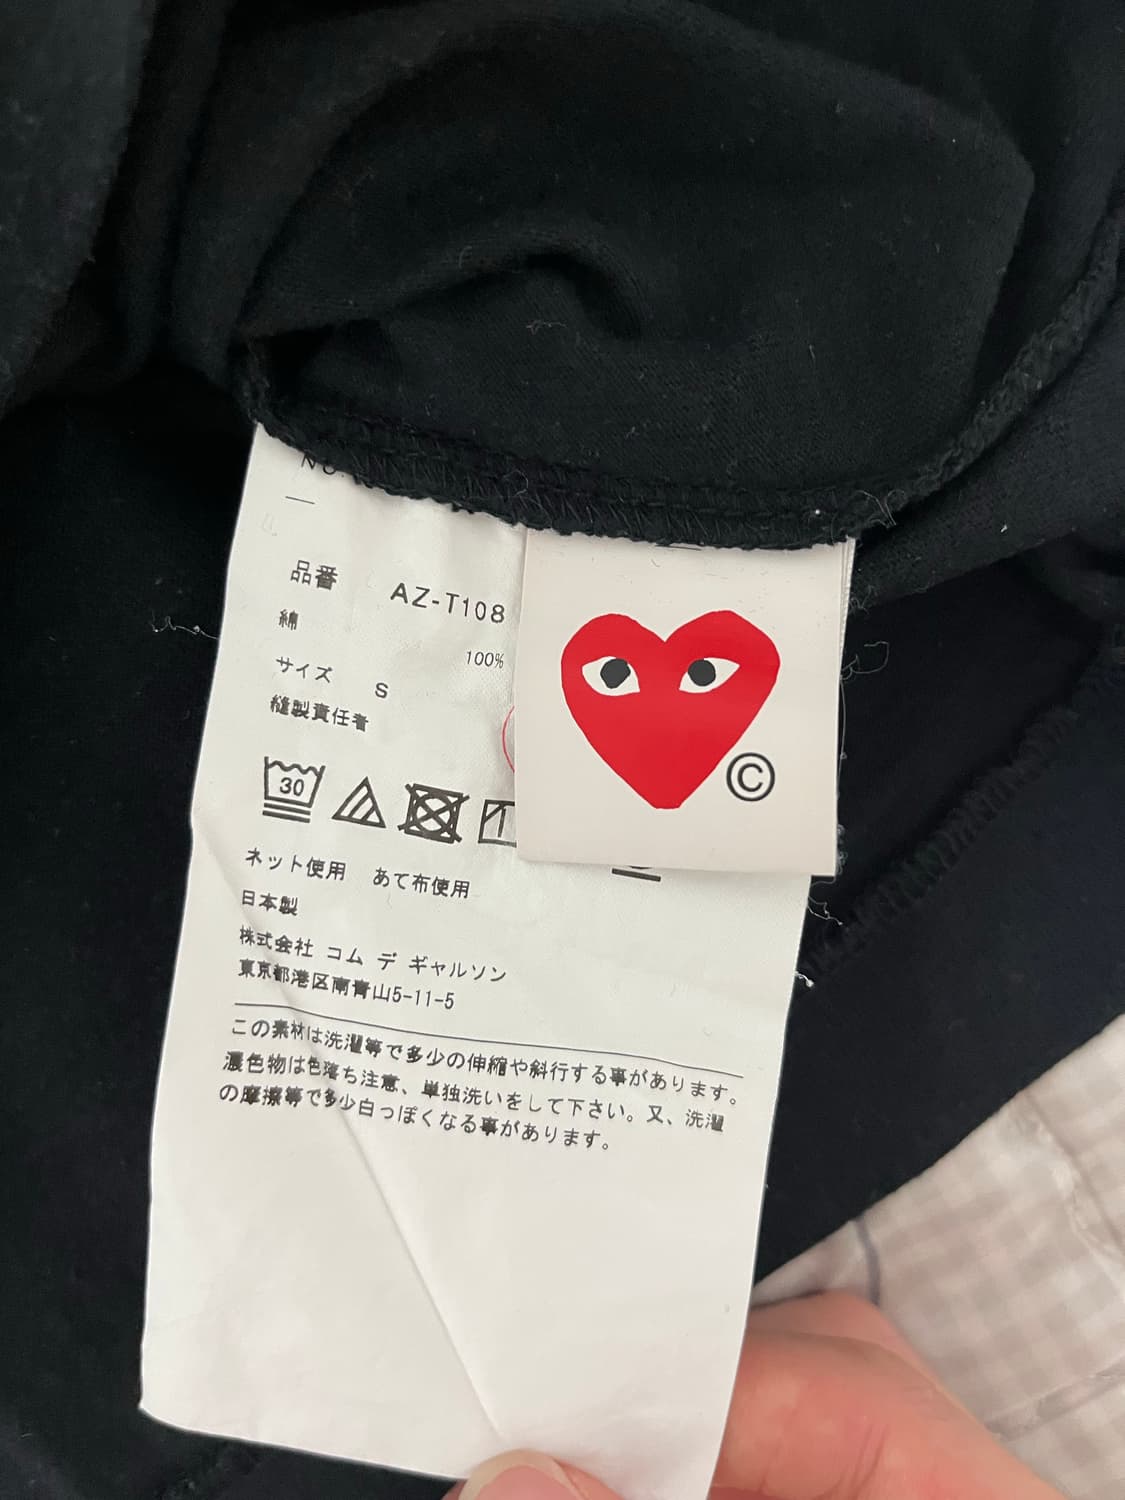 品番 AZ-T108
綿 100%
サイズ S
縫製責任者
30
ネット使用 あて布使用
日本製
株式会社 コム デ ギャルソン
東京都港区南青山5-11-5
この素材は洗濯等で多少の伸縮や斜行する事があります。
濃色物は色落ち注意、単独洗いをして下さい。又、洗濯
の摩擦等で多少白っぽくなる事があります。
©